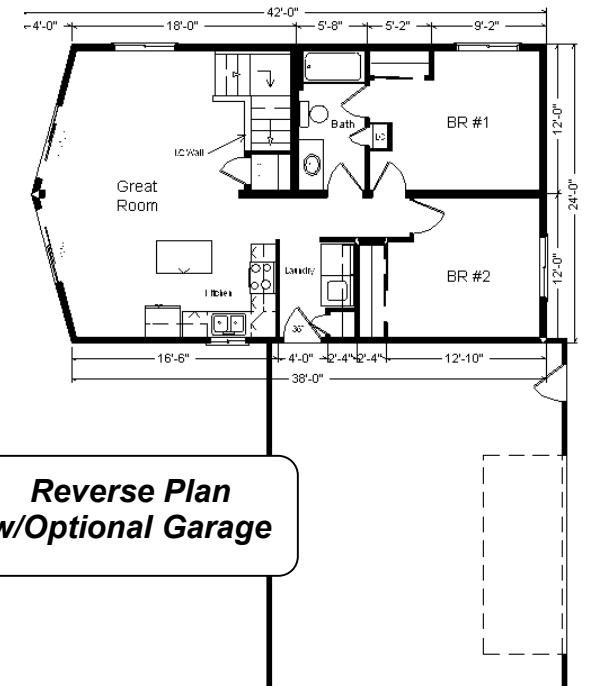 42'-0"
4'-0" 18'-0" 5'-8" 5'-2" 9'-2"
Bath
BR #1
12'-0"
24'-0"
LC Wall
Great
Room
BR #2
12'-0"
Laundry
Kitchen
36"
16'-6" 4'-0" 2'-4" 2'-4" 12'-10"
38'-0"
Reverse Plan
w/Optional Garage